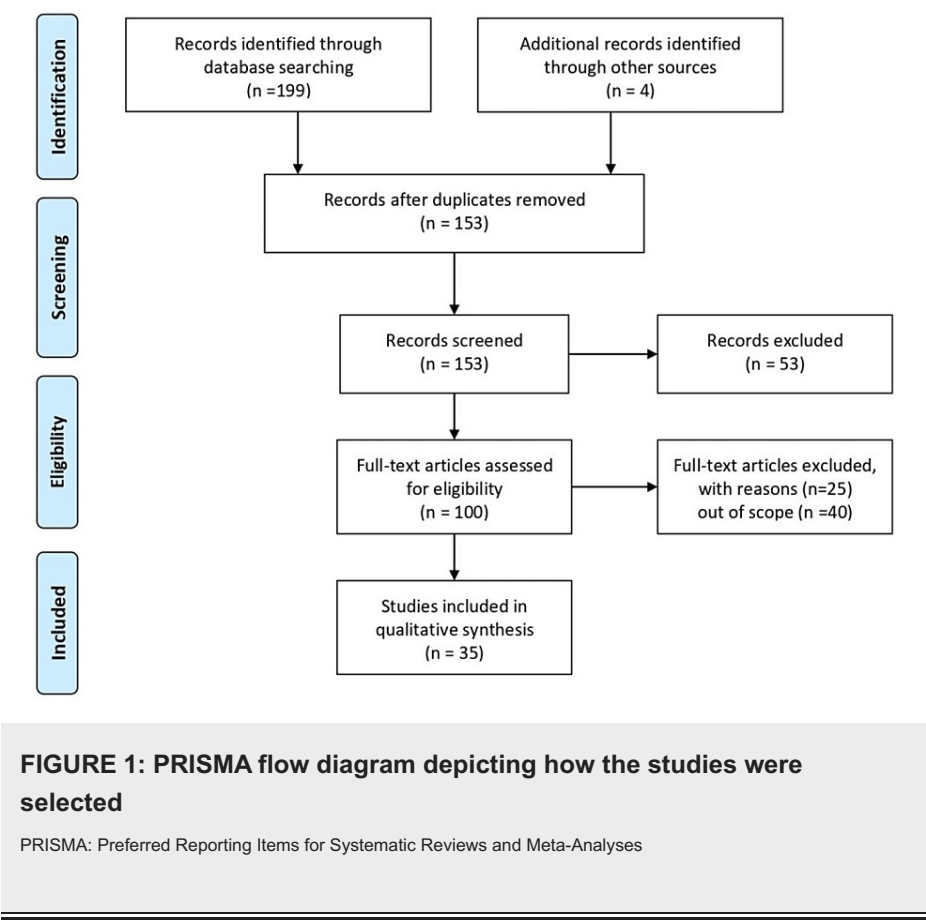 Identification
Records identified through
database searching
(n =199)
Additional records identified
through other sources
(n = 4)
Records after duplicates removed
(n = 153)
Screening
Records screened
(n = 153)
Records excluded
(n = 53)
Eligibility
Full-text articles assessed
for eligibility
(n = 100)
Full-text articles excluded,
with reasons (n=25)
out of scope (n =40)
Included
Studies included in
qualitative synthesis
(n = 35)
FIGURE 1: PRISMA flow diagram depicting how the studies were
selected
PRISMA: Preferred Reporting Items for Systematic Reviews and Meta-Analyses